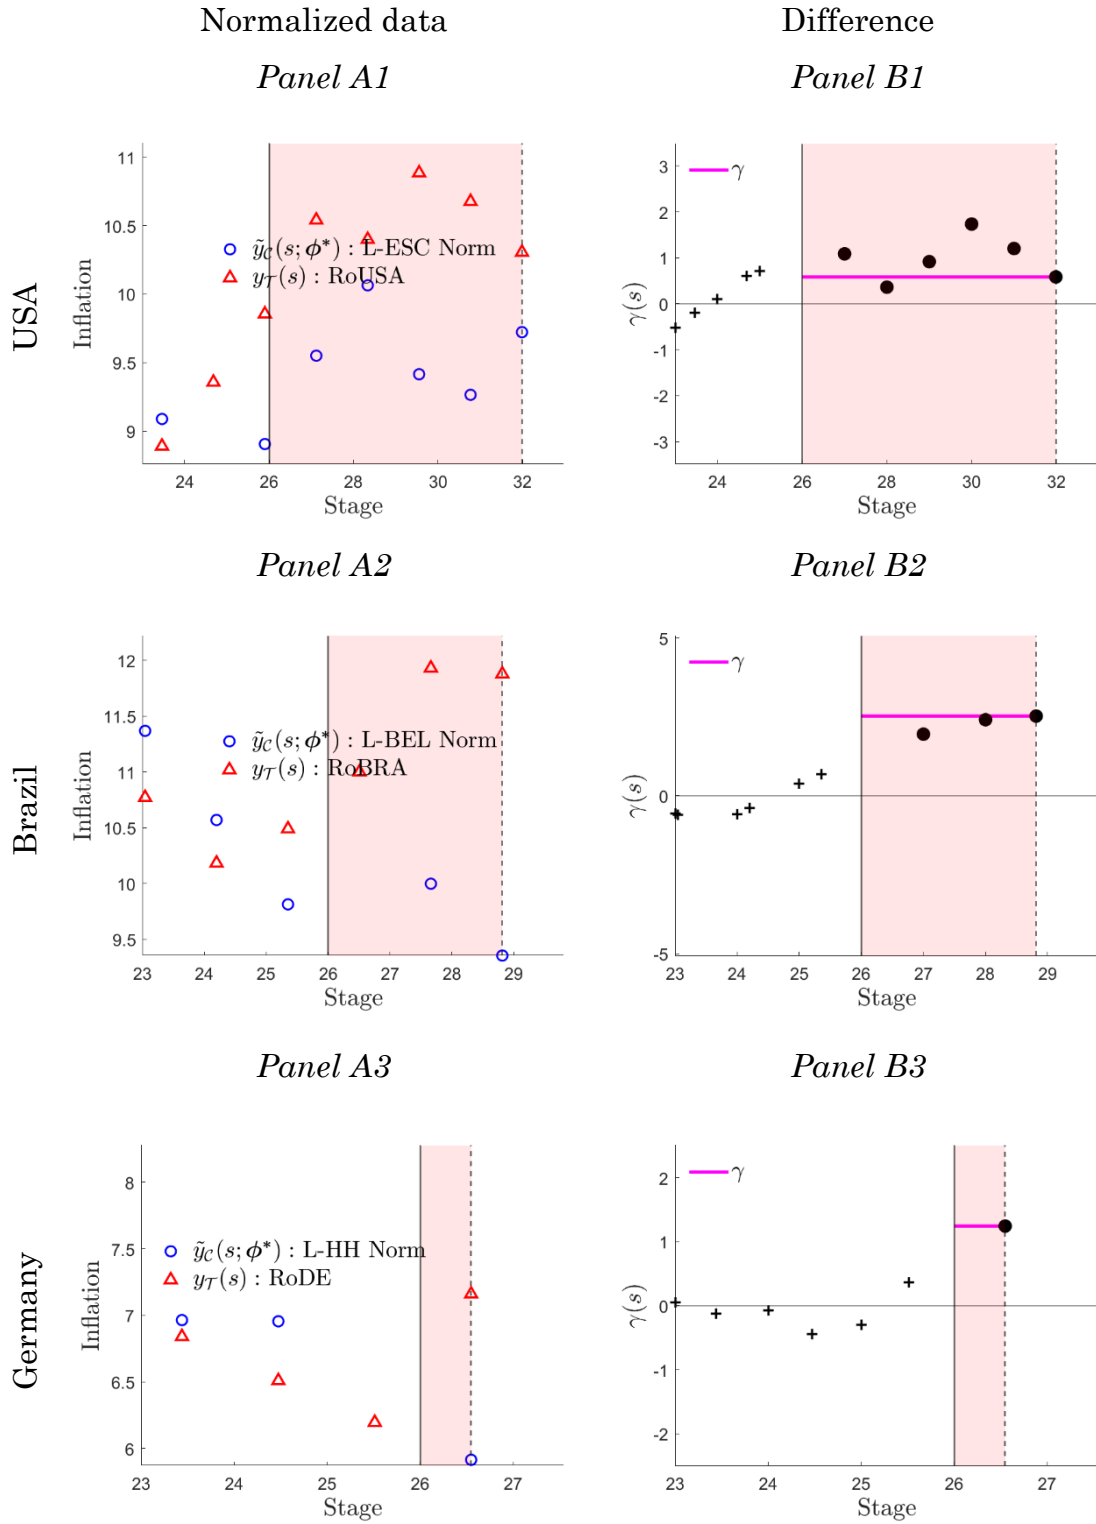 Normalized data
Difference
Panel A1
Panel B1
USA
11
10.5
10
9.5
9
Inflation
ỹ_C(s; ϕ*) : L-ESC Norm
y_T(s) : RoUSA
24
26
28
30
32
Stage
3
2
1
0
-1
-2
-3
γ(s)
γ
24
26
28
30
32
Stage
Panel A2
Panel B2
Brazil
12
11.5
11
10.5
10
9.5
Inflation
ỹ_C(s; ϕ*) : L-BEL Norm
y_T(s) : RoBRA
23
24
25
26
27
28
29
Stage
5
0
-5
γ(s)
γ
23
24
25
26
27
28
29
Stage
Panel A3
Panel B3
Germany
8
7.5
7
6.5
6
Inflation
ỹ_C(s; ϕ*) : L-HH Norm
y_T(s) : RoDE
23
24
25
26
27
Stage
2
1
0
-1
-2
γ(s)
γ
23
24
25
26
27
Stage